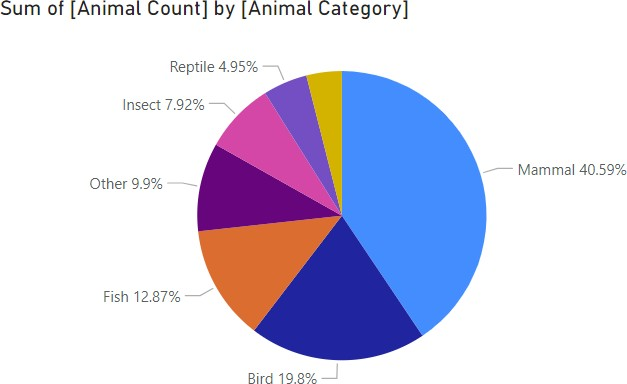 Sum of [Animal Count] by [Animal Category]
Reptile 4.95%
Insect 7.92%
Mammal 40.59%
Other 9.9%
Fish 12.87%
Bird 19.8%